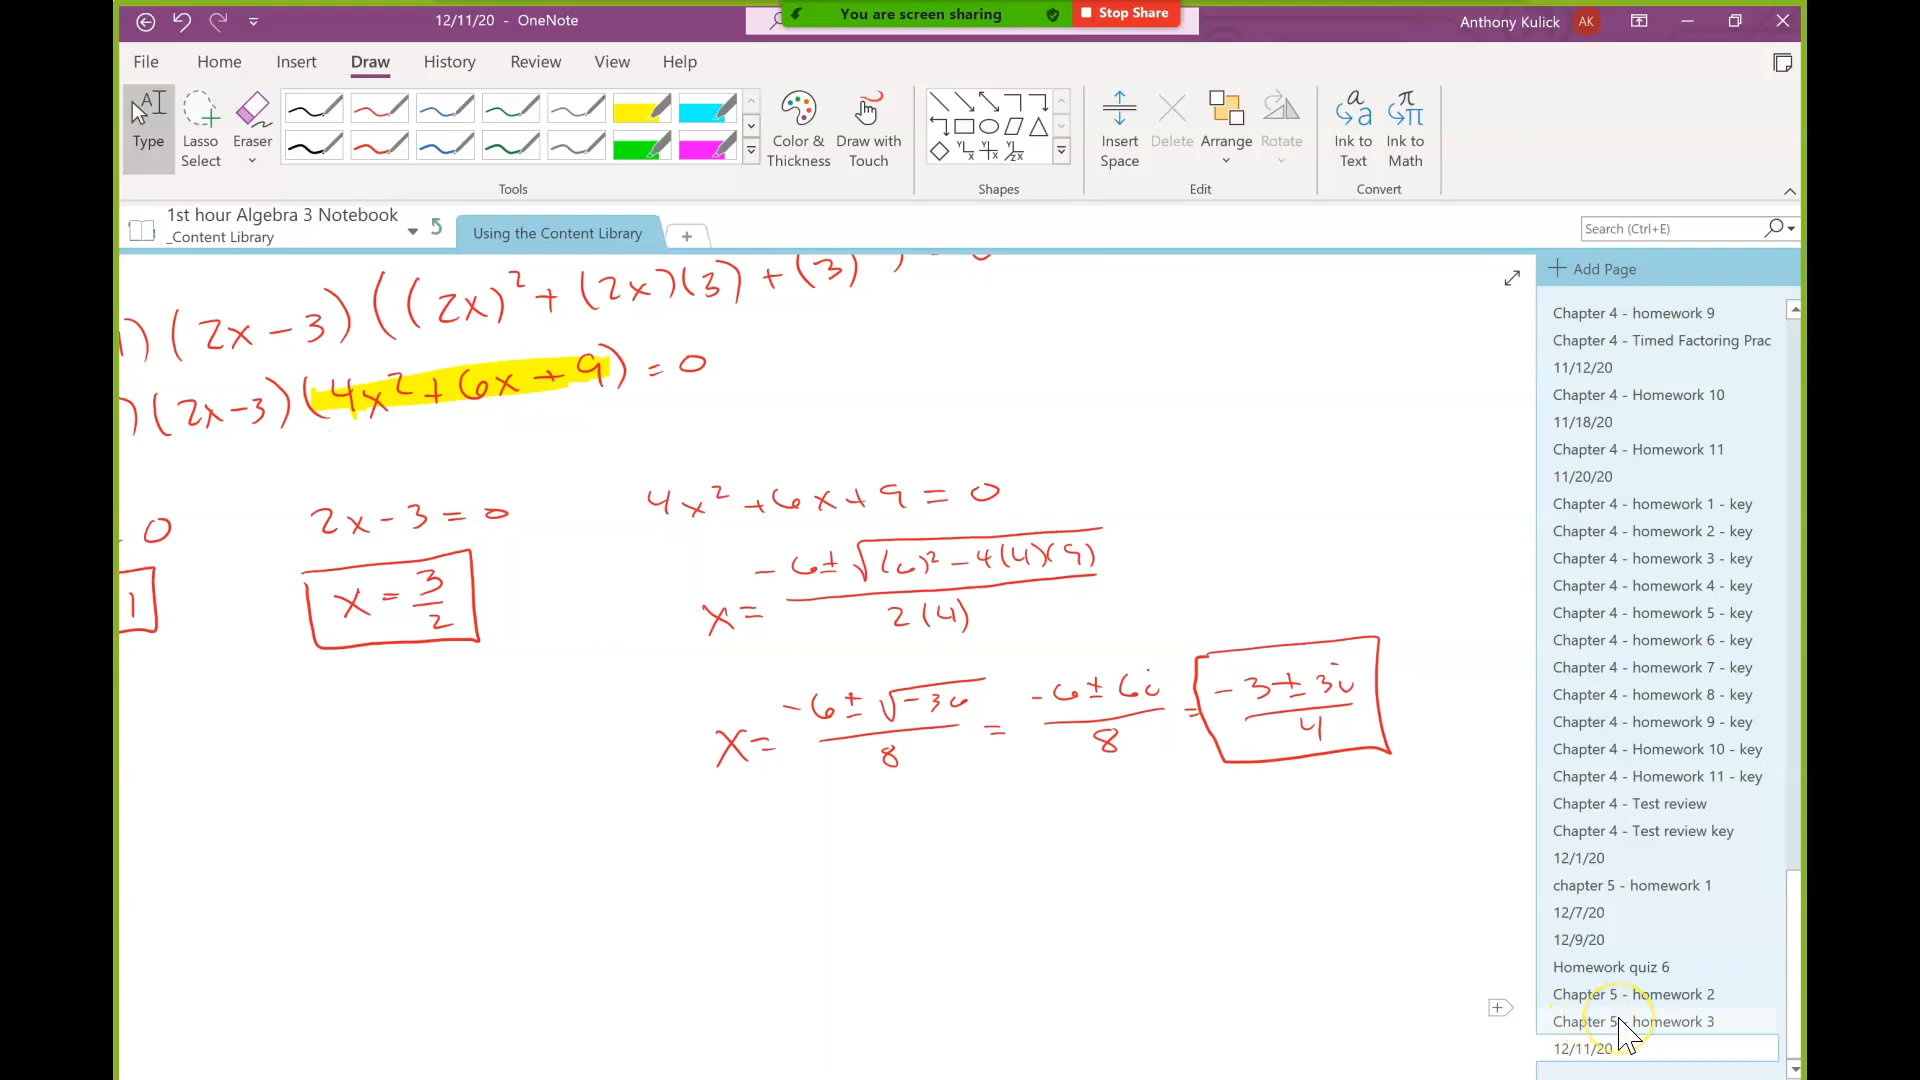 12/11/20 - OneNote
You are screen sharing
Stop Share
Anthony Kulick
AK
File Home Insert Draw History Review View Help
Type
Lasso Select
Eraser
Color & Thickness
Draw with Touch
Insert Space
Delete
Arrange
Rotate
Ink to Text
Ink to Math
Tools
Shapes
Edit
Convert
1st hour Algebra 3 Notebook
_Content Library
Using the Content Library
Search (Ctrl+E)
Add Page
) (2x-3)((2x)² + (2x)(3) + (3)
)(2x-3)(4x²+6x+9) = 0
= 0
2x-3 = 0
4x²+6x+9 = 0
1
x = 3/2
x = (-6 ± √((6)² - 4(4)(9))) / 2(4)
x = (-6 ± √-36) / 8 = (-6 ± 6i) / 8 = (-3 ± 3i) / 4
Chapter 4 - homework 9
Chapter 4 - Timed Factoring Prac
11/12/20
Chapter 4 - Homework 10
11/18/20
Chapter 4 - Homework 11
11/20/20
Chapter 4 - homework 1 - key
Chapter 4 - homework 2 - key
Chapter 4 - homework 3 - key
Chapter 4 - homework 4 - key
Chapter 4 - homework 5 - key
Chapter 4 - homework 6 - key
Chapter 4 - homework 7 - key
Chapter 4 - homework 8 - key
Chapter 4 - homework 9 - key
Chapter 4 - Homework 10 - key
Chapter 4 - Homework 11 - key
Chapter 4 - Test review
Chapter 4 - Test review key
12/1/20
chapter 5 - homework 1
12/7/20
12/9/20
Homework quiz 6
Chapter 5 - homework 2
Chapter 5 - homework 3
12/11/20